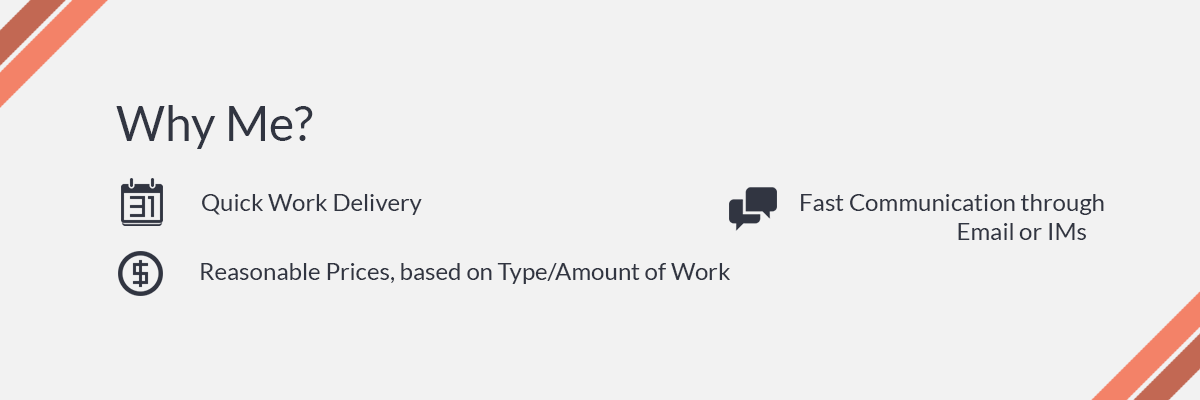 Why Me?
31
Quick Work Delivery
Fast Communication through
Email or IMs
$
Reasonable Prices, based on Type/Amount of Work